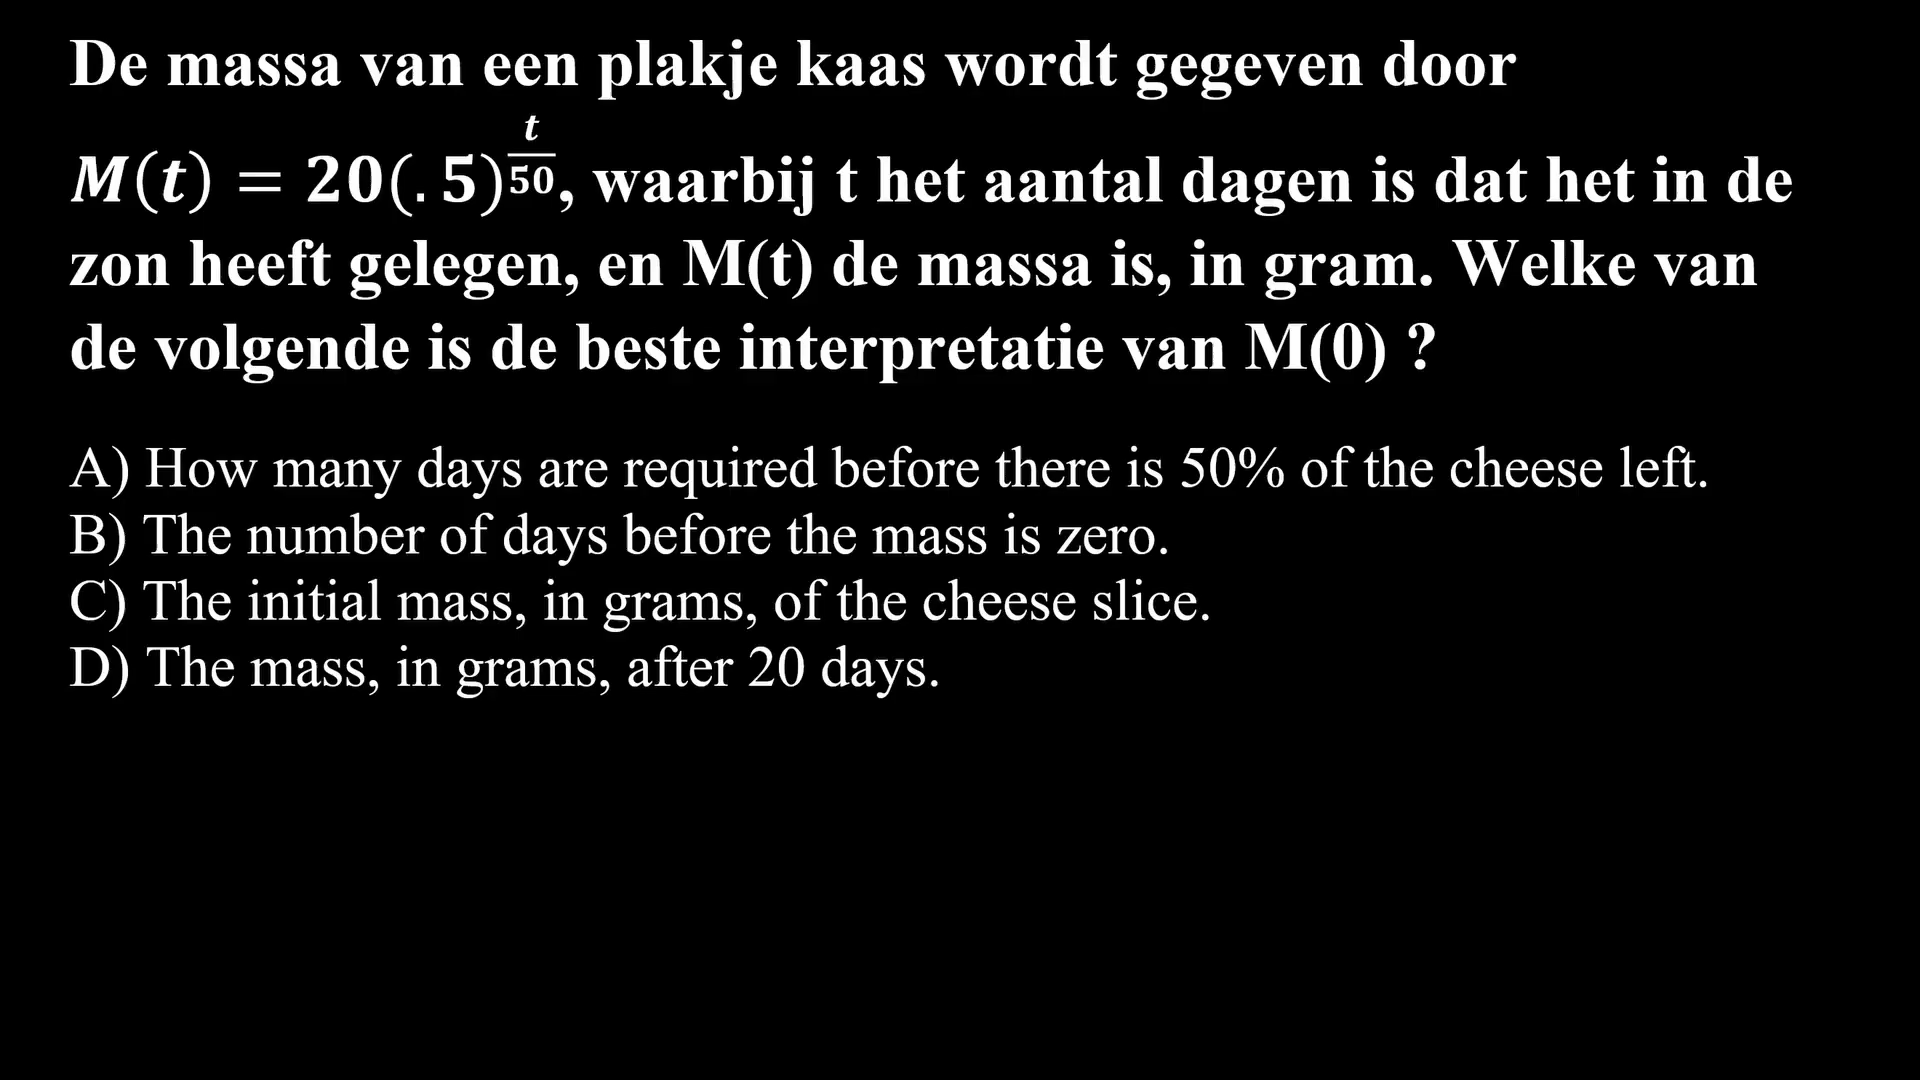 De massa van een plakje kaas wordt gegeven door
M(t) = 20(.5)^{t/50}, waarbij t het aantal dagen is dat het in de
zon heeft gelegen, en M(t) de massa is, in gram. Welke van
de volgende is de beste interpretatie van M(0) ?
A) How many days are required before there is 50% of the cheese left.
B) The number of days before the mass is zero.
C) The initial mass, in grams, of the cheese slice.
D) The mass, in grams, after 20 days.